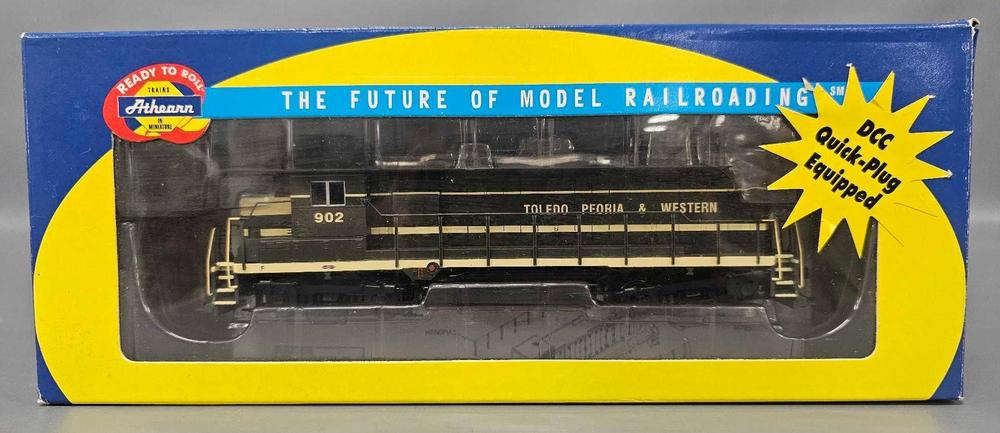 READY TO ROLL
TRAINS
Athearn
IN
MINIATURE
THE FUTURE OF MODEL RAILROADING SM
DCC
Quick-Plug
Equipped
902
TOLEDO PEORIA & WESTERN
F